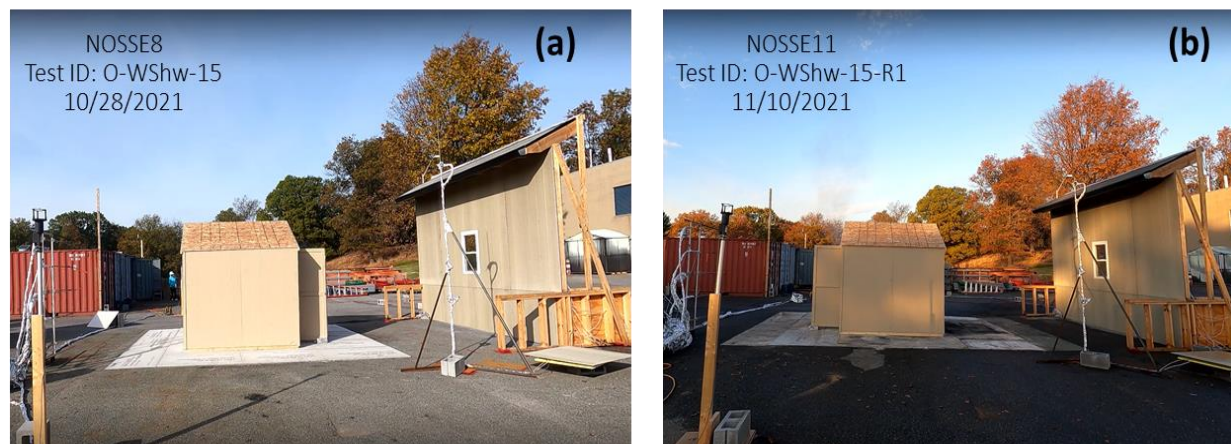 NOSSE8
Test ID: O-WShw-15
10/28/2021
(a)
NOSSE11
Test ID: O-WShw-15-R1
11/10/2021
(b)